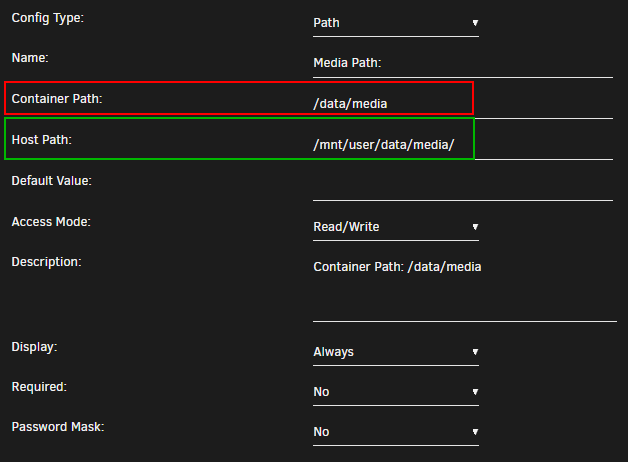 Config Type: Path
Name: Media Path:
Container Path: /data/media
Host Path: /mnt/user/data/media/
Default Value:
Access Mode: Read/Write
Description: Container Path: /data/media
Display: Always
Required: No
Password Mask: No